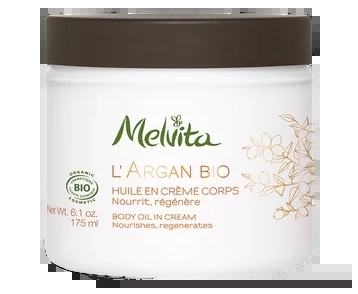 Melvita
L'ARGAN BIO
HUILE EN CRÈME CORPS
Nourrit, régénère
BODY OIL IN CREAM
Nourishes, regenerates
ORGANIC
BIO
COSMETIC
Net Wt. 6.1 oz.
175 ml